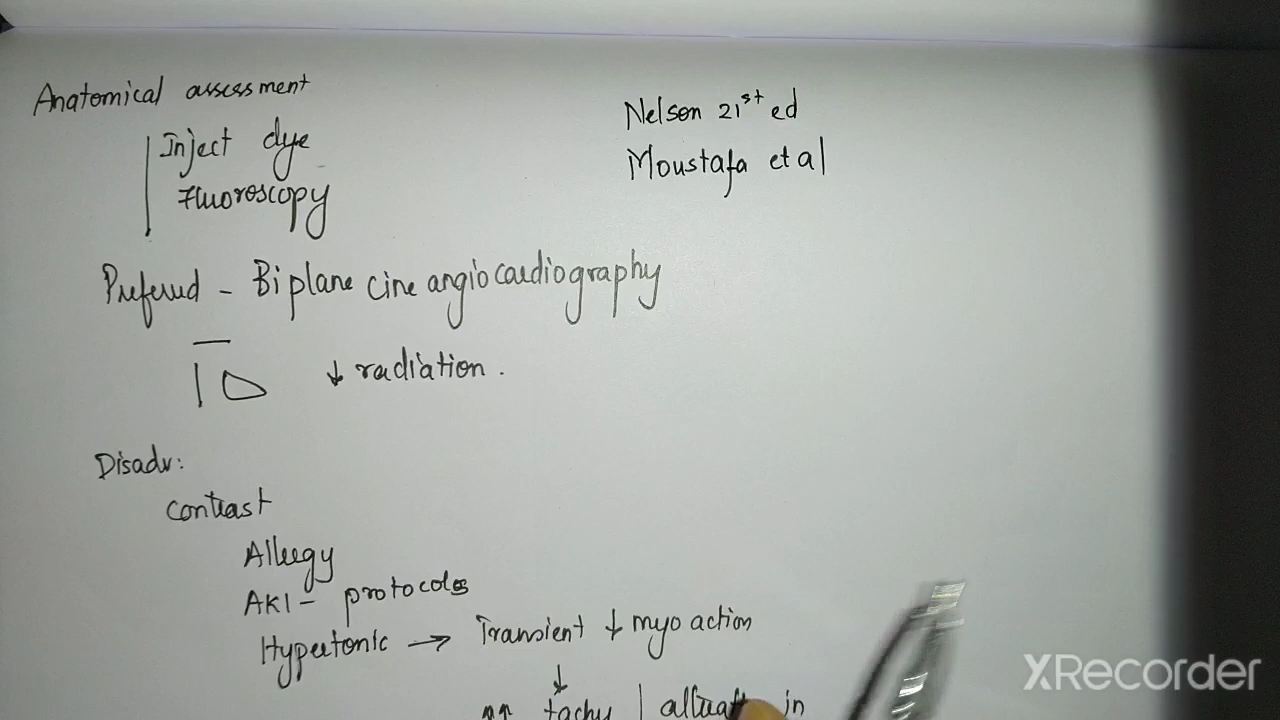 Anatomical assessment
Inject dye
Fluoroscopy
Nelson 21st ed
Moustafa et al
Preferred - Biplane cine angiocardiography
↓ radiation.
Disadv:
Contrast
Allergy
AKI - protocols
Hypertonic → Transient ↓ myo action
↓
↑↑ tachy | in
XRecorder